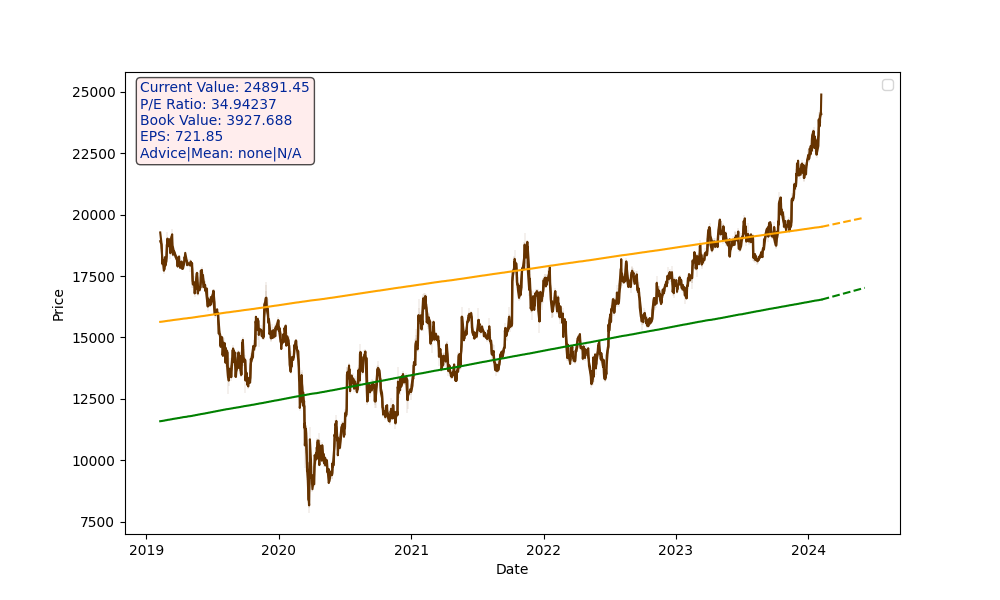 Current Value: 24891.45
P/E Ratio: 34.94237
Book Value: 3927.688
EPS: 721.85
Advice|Mean: none|N/A
25000
22500
20000
17500
15000
12500
10000
7500
Price
2019
2020
2021
2022
2023
2024
Date